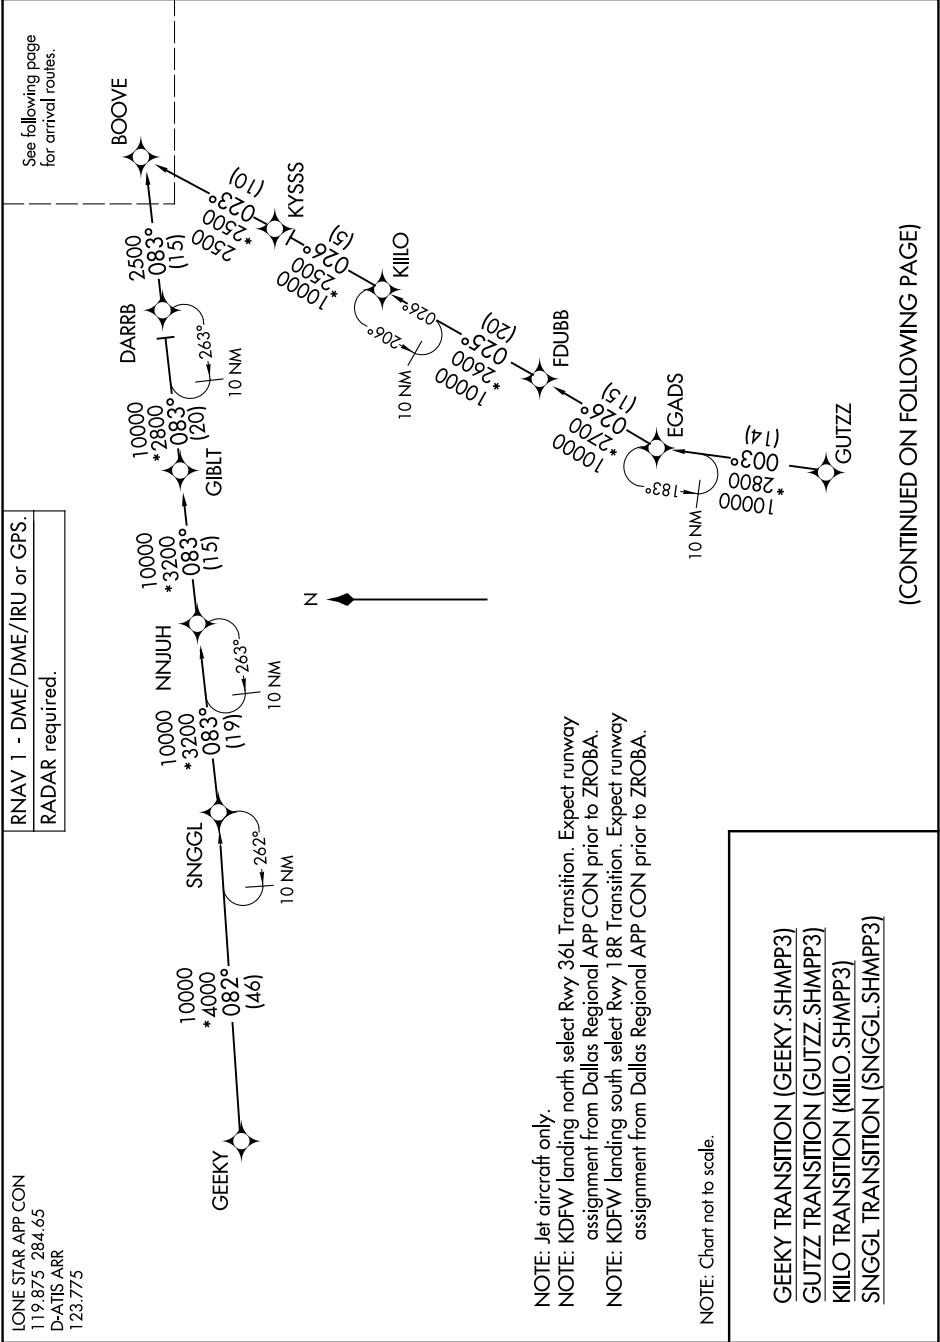 LONE STAR APP CON
119.875 284.65
D-ATIS ARR
123.775
RNAV 1 - DME/DME/IRU or GPS.
RADAR required.
See following page
for arrival routes.
GEEKY
10000
*4000
082°
(46)
SNGGL
262°
10 NM
10000
*3200
083°
(19)
NNJUH
263°
10 NM
10000
*3200
083°
(15)
GIBLT
10000
*2800
083°
(20)
DARRB
263°
10 NM
2500
083°
(15)
BOOVE
2500
*2500
023°
(10)
KYSSS
10000
*2500
026°
(5)
KIILO
206°
026°
10 NM
10000
*2600
025°
(20)
FDUBB
10000
*2700
026°
(15)
EGADS
183°
10 NM
10000
*2800
003°
(14)
GUTZZ
N
NOTE: Jet aircraft only.
NOTE: KDFW landing north select Rwy 36L Transition. Expect runway
assignment from Dallas Regional APP CON prior to ZROBA.
NOTE: KDFW landing south select Rwy 18R Transition. Expect runway
assignment from Dallas Regional APP CON prior to ZROBA.
NOTE: Chart not to scale.
GEEKY TRANSITION (GEEKY.SHMPP3)
GUTZZ TRANSITION (GUTZZ.SHMPP3)
KIILO TRANSITION (KIILO.SHMPP3)
SNGGL TRANSITION (SNGGL.SHMPP3)
(CONTINUED ON FOLLOWING PAGE)